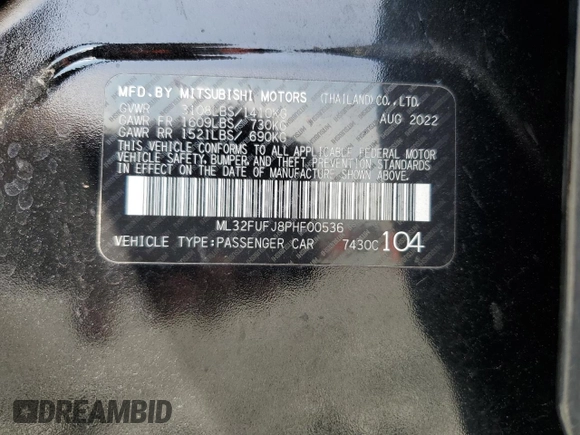 MFD.BY MITSUBISHI MOTORS (THAILAND)CO.,LTD.
GVWR 3108LBS/1410KG
GAWR FR 1609LBS/ 730KG AUG 2022
GAWR RR 1521LBS/ 690KG
THIS VEHICLE CONFORMS TO ALL APPLICABLE FEDERAL MOTOR
VEHICLE SAFETY, BUMPER, AND THEFT PREVENTION STANDARDS
IN EFFECT ON THE DATE OF MANUFACTURE SHOWN ABOVE.
ML32FUFJ8PHF00536
VEHICLE TYPE:PASSENGER CAR 7430C 104
DREAMBID